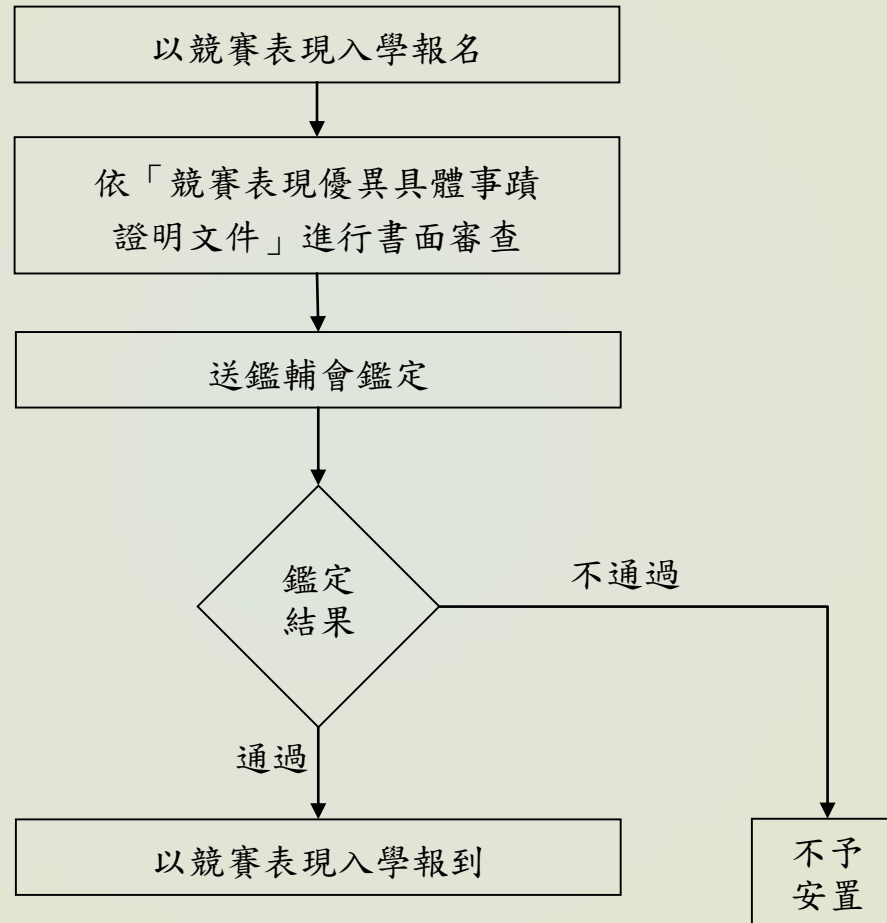 以競賽表現入學報名
依「競賽表現優異具體事蹟
證明文件」進行書面審查
送鑑輔會鑑定
鑑定
結果
不通過
通過
以競賽表現入學報到
不予
安置